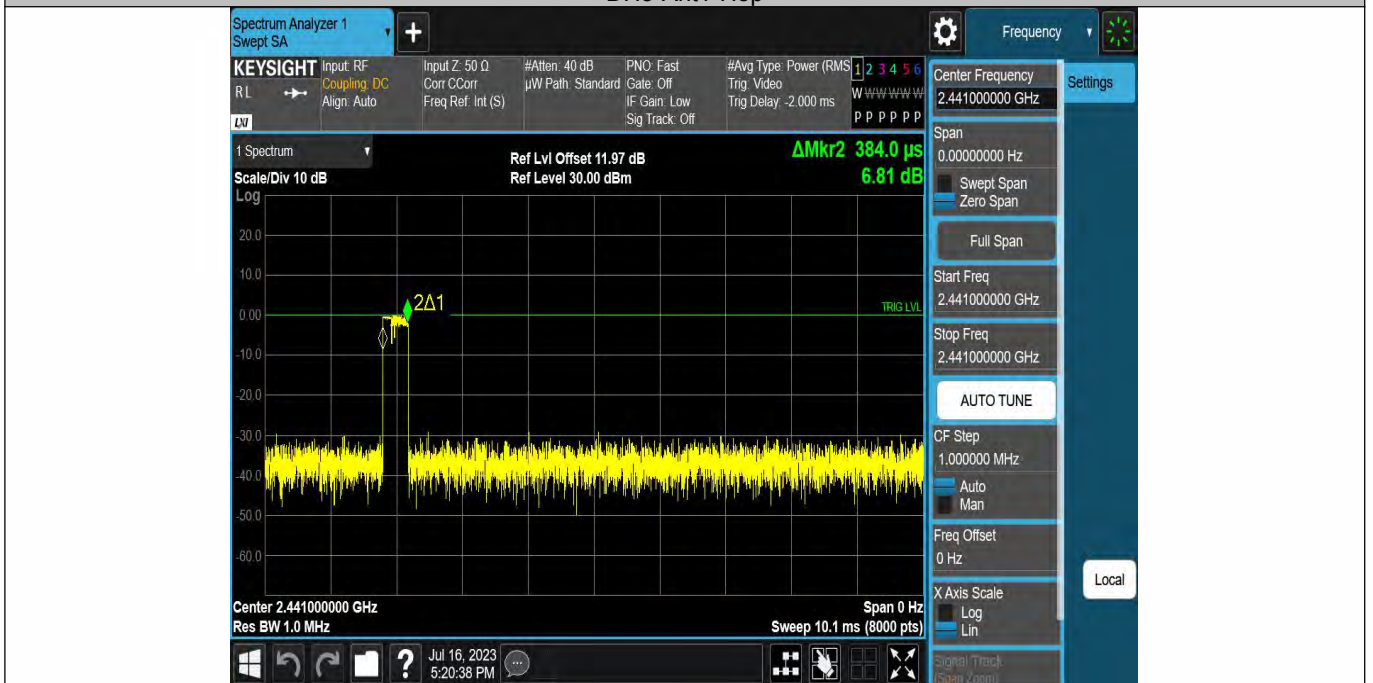 Spectrum Analyzer 1
Swept SA
Frequency
KEYSIGHT
RL
LXI
Input: RF
Coupling: DC
Align: Auto
Input Z: 50 Ω
Corr CCorr
Freq Ref: Int (S)
#Atten: 40 dB
µW Path: Standard
PNO: Fast
Gate: Off
IF Gain: Low
Sig Track: Off
#Avg Type: Power (RMS
Trig: Video
Trig Delay: -2.000 ms
1 2 3 4 5 6
W W W W W W
P P P P P P
Center Frequency
2.441000000 GHz
Settings
1 Spectrum
Scale/Div 10 dB
Ref Lvl Offset 11.97 dB
Ref Level 30.00 dBm
ΔMkr2 384.0 µs
6.81 dB
Span
0.00000000 Hz
Swept Span
Zero Span
Full Span
Start Freq
2.441000000 GHz
Stop Freq
2.441000000 GHz
AUTO TUNE
CF Step
1.000000 MHz
Auto
Man
Freq Offset
0 Hz
X Axis Scale
Log
Lin
Signal Track
(Span Zoom)
Local
Log
20.0
10.0
0.00
-10.0
-20.0
-30.0
-40.0
-50.0
-60.0
2Δ1
TRIG LVL
Center 2.441000000 GHz
Res BW 1.0 MHz
Span 0 Hz
Sweep 10.1 ms (8000 pts)
?
Jul 16, 2023
5:20:38 PM